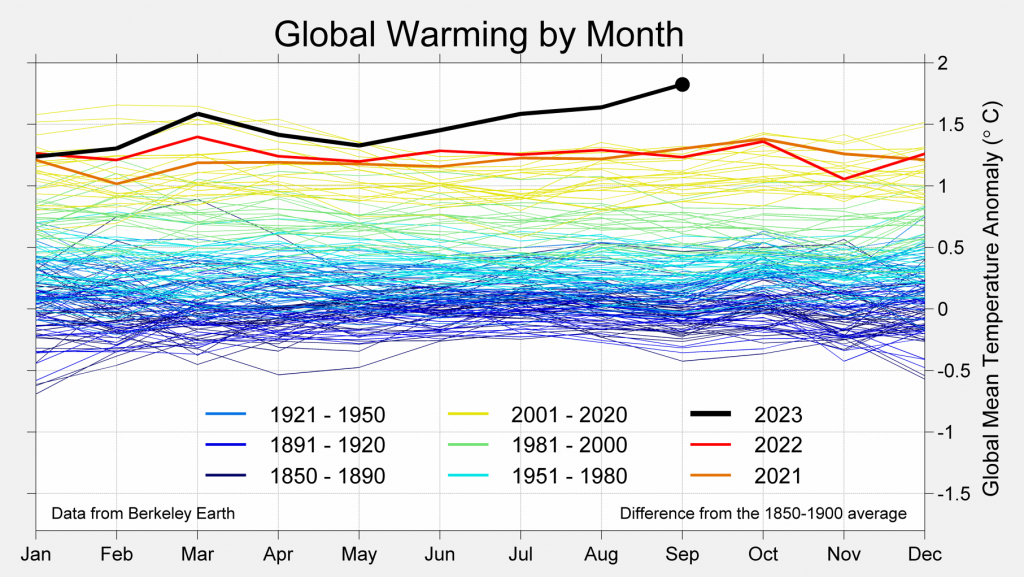 Global Warming by Month
2
1.5
1
0.5
0
-0.5
-1
-1.5
Global Mean Temperature Anomaly (° C)
1921 - 1950
2001 - 2020
2023
1891 - 1920
1981 - 2000
2022
1850 - 1890
1951 - 1980
2021
Data from Berkeley Earth
Difference from the 1850-1900 average
Jan Feb Mar Apr May Jun Jul Aug Sep Oct Nov Dec